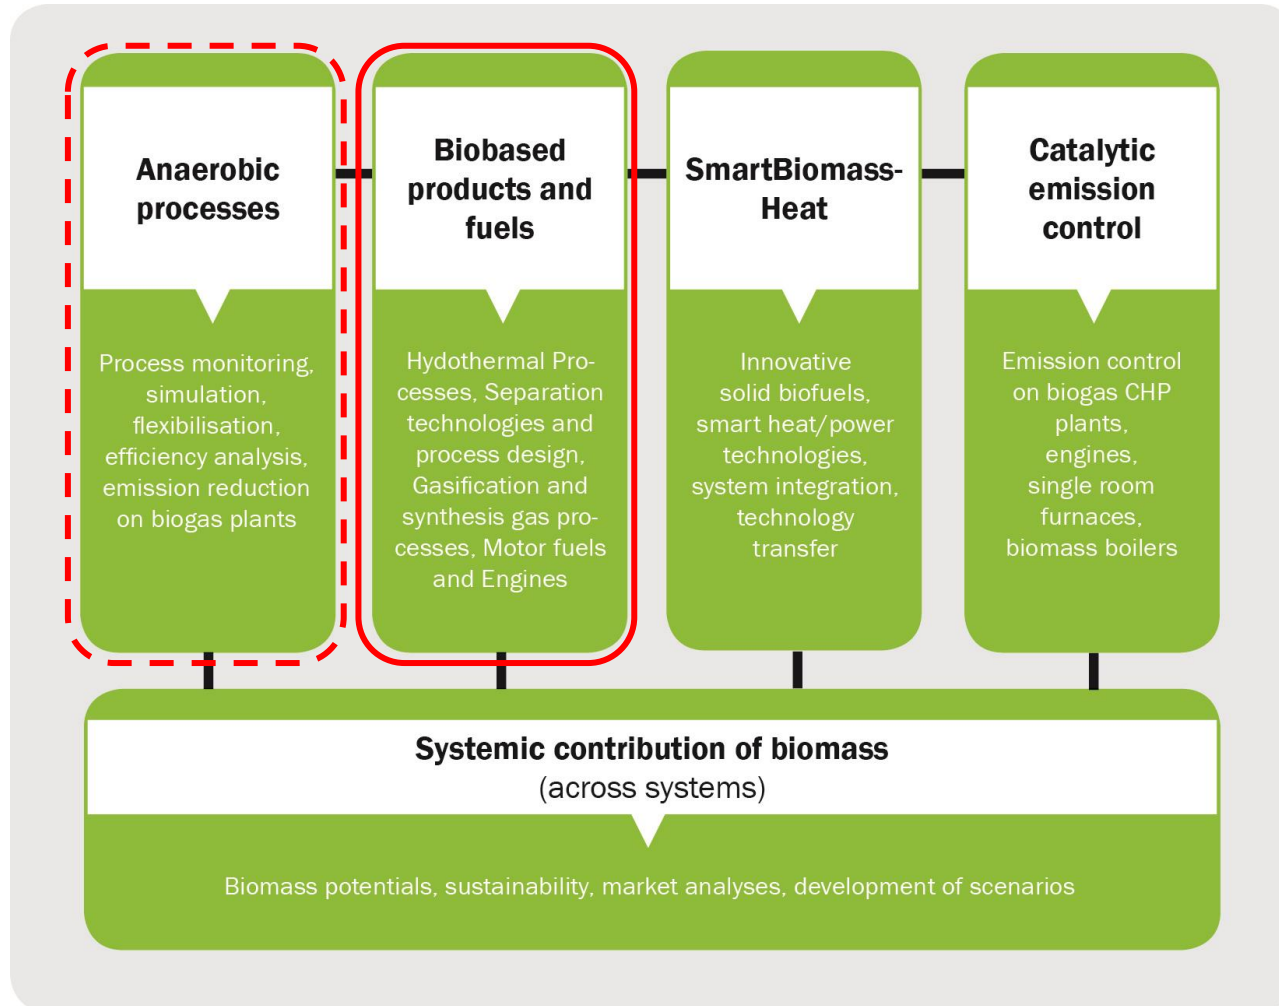 Anaerobic
processes
Process monitoring,
simulation,
flexibilisation,
efficiency analysis,
emission reduction
on biogas plants
Biobased
products and
fuels
Hydothermal Pro-
cesses, Separation
technologies and
process design,
Gasification and
synthesis gas pro-
cesses, Motor fuels
and Engines
SmartBiomass-
Heat
Innovative
solid biofuels,
smart heat/power
technologies,
system integration,
technology
transfer
Catalytic
emission
control
Emission control
on biogas CHP
plants,
engines,
single room
furnaces,
biomass boilers
Systemic contribution of biomass
(across systems)
Biomass potentials, sustainability, market analyses, development of scenarios